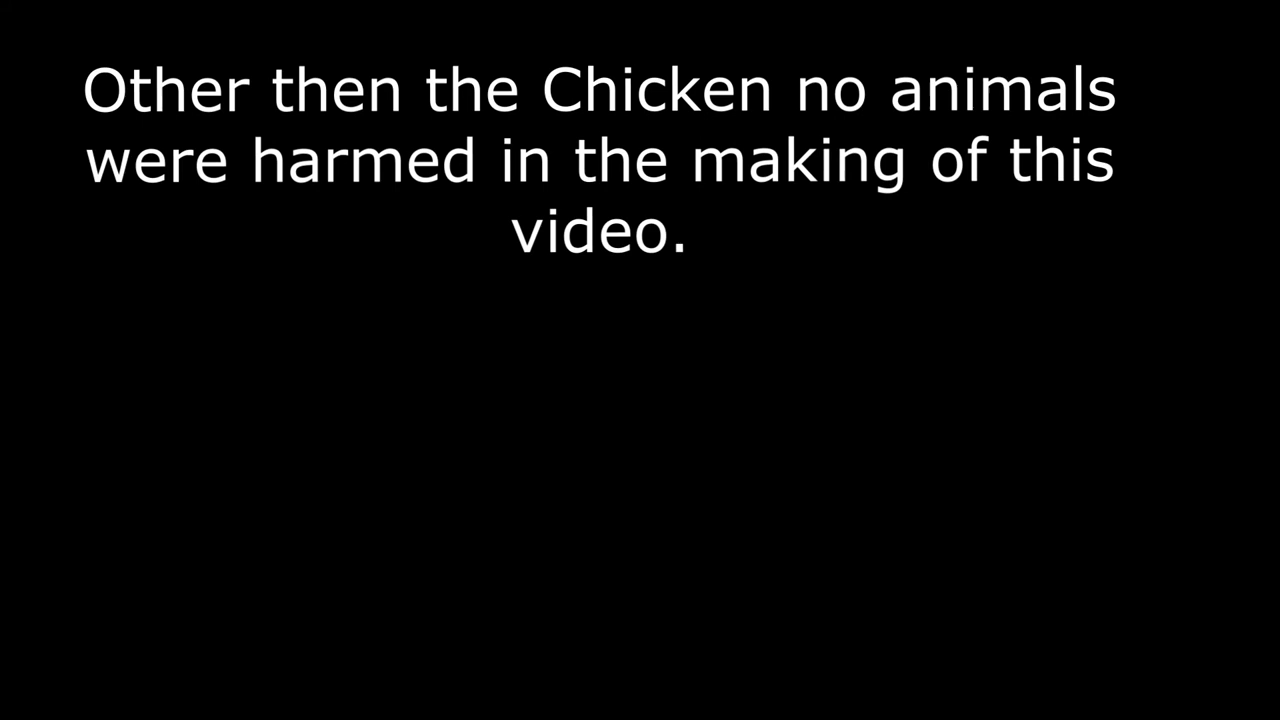 Other then the Chicken no animals
were harmed in the making of this
video.